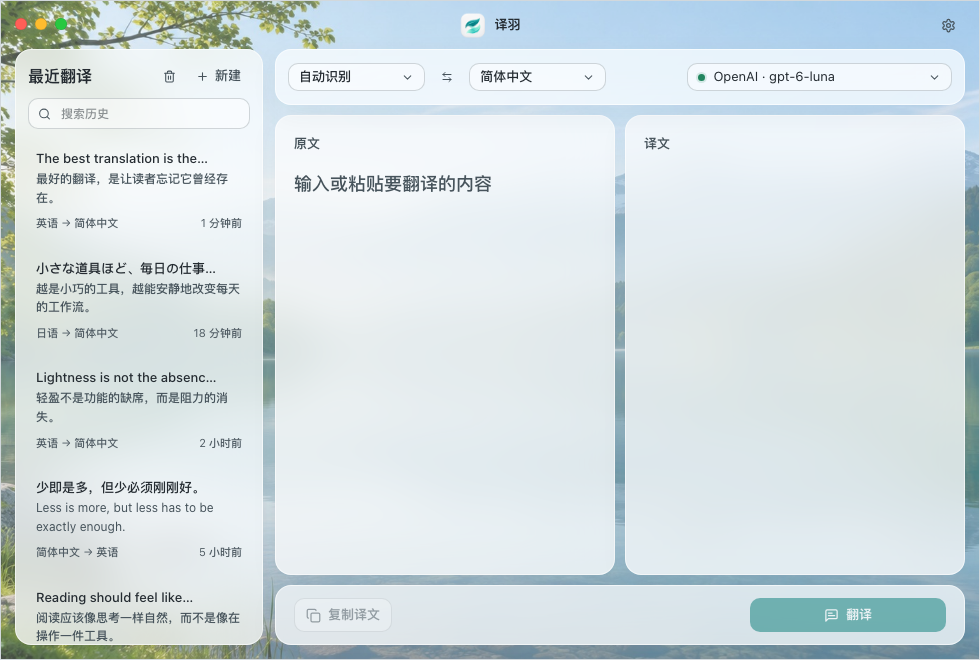 译羽
最近翻译
新建
搜索历史
The best translation is the...
最好的翻译，是让读者忘记它曾经存
在。
英语 → 简体中文
1 分钟前
小さな道具ほど、毎日の仕事...
越是小巧的工具，越能安静地改变每天
的工作流。
日语 → 简体中文
18 分钟前
Lightness is not the absenc...
轻盈不是功能的缺席，而是阻力的消
失。
英语 → 简体中文
2 小时前
少即是多，但少必须刚刚好。
Less is more, but less has to be
exactly enough.
简体中文 → 英语
5 小时前
Reading should feel like...
阅读应该像思考一样自然，而不是像在
操作一件工具。
自动识别
简体中文
OpenAI · gpt-6-luna
原文
输入或粘贴要翻译的内容
译文
复制译文
翻译